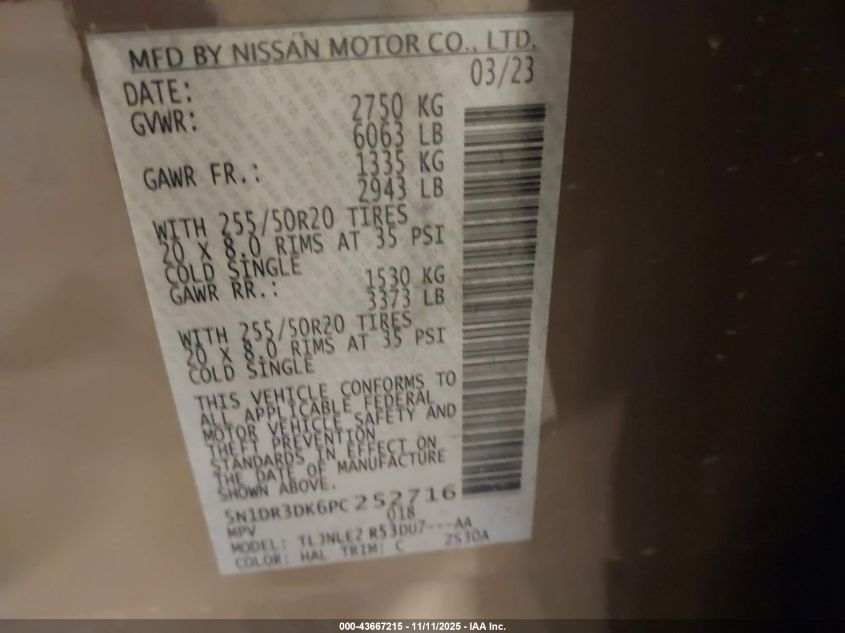 MFD BY NISSAN MOTOR CO., LTD.
DATE: 03/23
GVWR: 2750 KG
6063 LB
GAWR FR.: 1335 KG
2943 LB
WITH 255/50R20 TIRES
20 X 8.0 RIMS AT 35 PSI
COLD SINGLE
GAWR RR.: 1530 KG
3373 LB
WITH 255/50R20 TIRES
20 X 8.0 RIMS AT 35 PSI
COLD SINGLE
THIS VEHICLE CONFORMS TO
ALL APPLICABLE FEDERAL
MOTOR VEHICLE SAFETY AND
THEFT PREVENTION
STANDARDS IN EFFECT ON
THE DATE OF MANUFACTURE
SHOWN ABOVE.
5N1DR3DK6PC252716
MPV 018
MODEL: TLJNLE2 R53DU7---AA
COLOR: HAL TRIM: C 2S30A
000-43667215 - 11/11/2025 - IAA Inc.